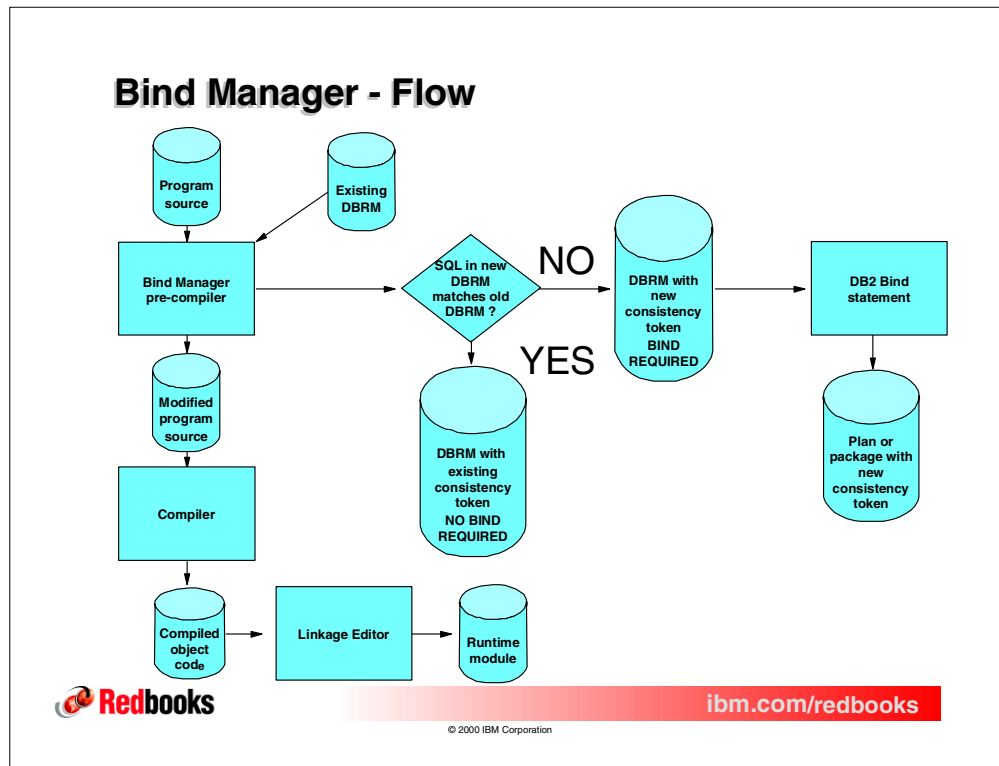 Bind Manager - Flow
Program
source
Existing
DBRM
Bind Manager
pre-compiler
SQL in new
DBRM
matches old
DBRM ?
NO
YES
DBRM with
new
consistency
token
BIND
REQUIRED
DB2 Bind
statement
Modified
program
source
DBRM with
existing
consistency
token
NO BIND
REQUIRED
Plan or
package with
new
consistency
token
Compiler
Compiled
object
code
Linkage Editor
Runtime
module
Redbooks
ibm.com/redbooks
© 2000 IBM Corporation